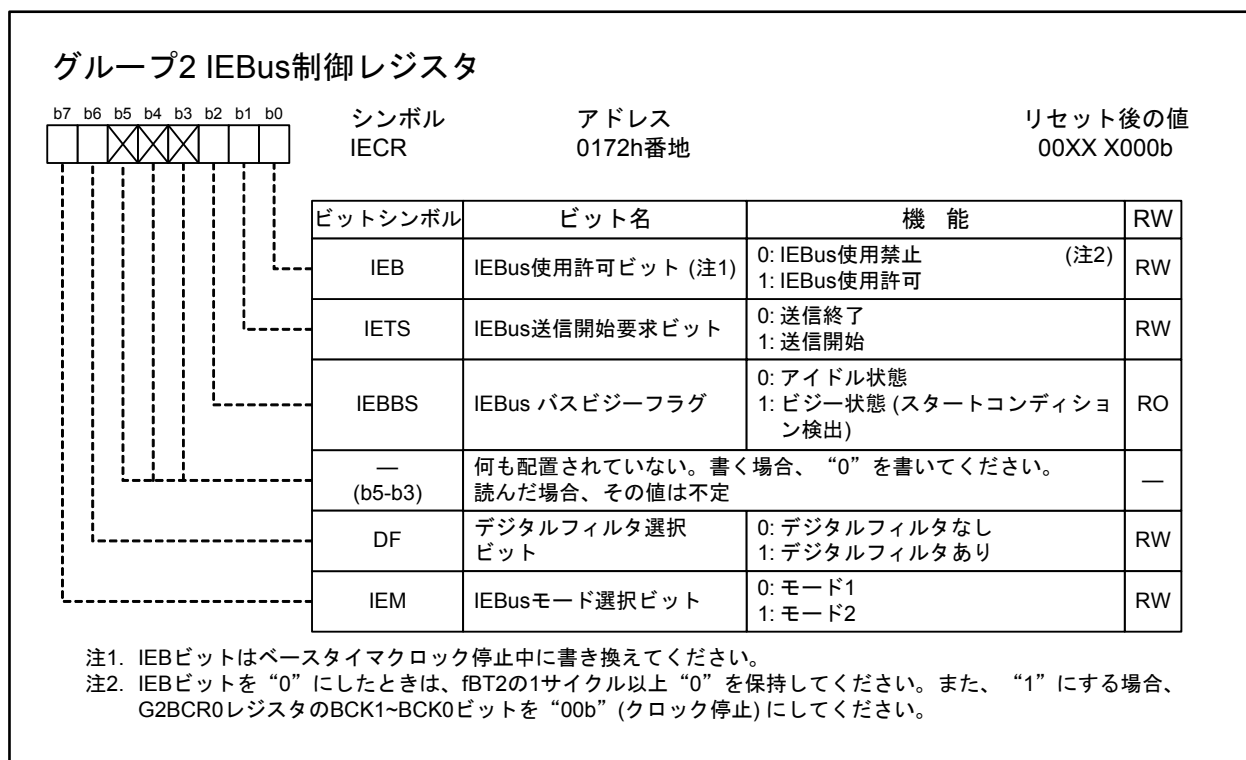 グループ2 IEBus制御レジスタ
b7 b6 b5 b4 b3 b2 b1 b0
シンボル アドレス リセット後の値
IECR 0172h番地 00XX X000b
ビットシンボル ビット名 機 能 RW
IEB IEBus使用許可ビット (注1) 0: IEBus使用禁止 (注2) RW
1: IEBus使用許可
IETS IEBus送信開始要求ビット 0: 送信終了 RW
1: 送信開始
IEBBS IEBus バスビジーフラグ 0: アイドル状態 RO
1: ビジー状態 (スタートコンディショ
ン検出)
— 何も配置されていない。書く場合、“0”を書いてください。 —
(b5-b3) 読んだ場合、その値は不定
DF デジタルフィルタ選択 0: デジタルフィルタなし RW
ビット 1: デジタルフィルタあり
IEM IEBusモード選択ビット 0: モード1 RW
1: モード2
注1. IEBビットはベースタイマクロック停止中に書き換えてください。
注2. IEBビットを“0”にしたときは、fBT2の1サイクル以上“0”を保持してください。また、“1”にする場合、
G2BCR0レジスタのBCK1~BCK0ビットを“00b”(クロック停止) にしてください。